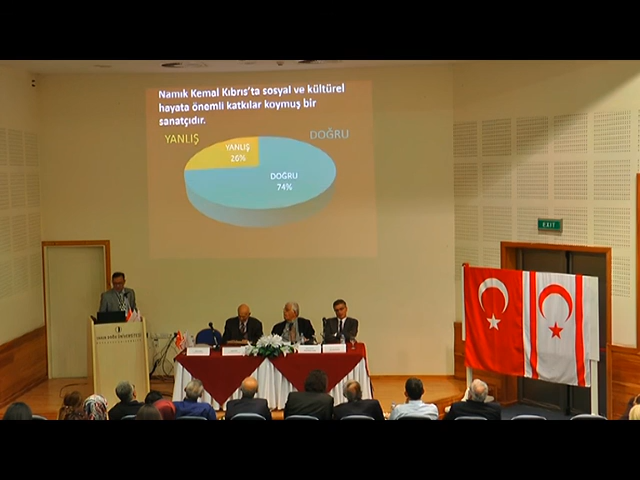 Namık Kemal Kıbrıs'ta sosyal ve kültürel
hayata önemli katkılar koymuş bir
sanatçıdır.
YANLIŞ
DOĞRU
YANLIŞ
26%
DOĞRU
74%
EXIT